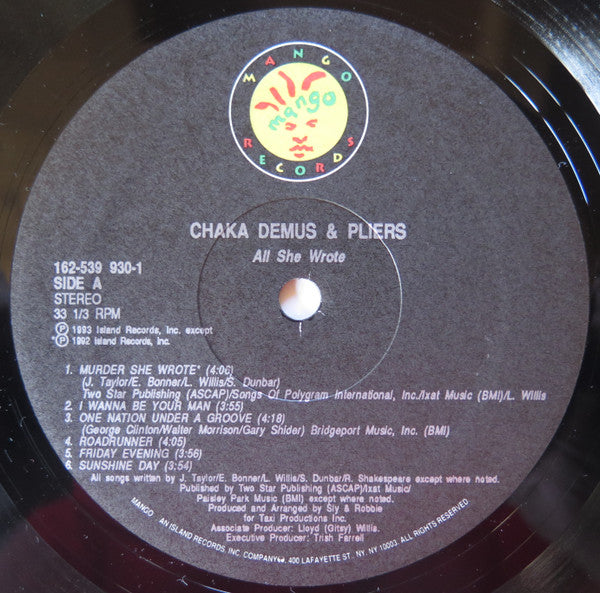 MANGO RECORDS
mango
CHAKA DEMUS & PLIERS
All She Wrote
162-539 930-1
SIDE A
STEREO
33 1/3 RPM
℗ 1993 Island Records, Inc. except
*℗ 1992 Island Records, Inc.
1. MURDER SHE WROTE* (4:06)
(J. Taylor/E. Bonner/L. Willis/S. Dunbar)
Two Star Publishing (ASCAP)/Songs Of Polygram International, Inc./Ixat Music (BMI)/L. Willis
2. I WANNA BE YOUR MAN (3:55)
3. ONE NATION UNDER A GROOVE (4:18)
(George Clinton/Walter Morrison/Gary Shider) Bridgeport Music, Inc. (BMI)
4. ROADRUNNER (4:05)
5. FRIDAY EVENING (3:56)
6. SUNSHINE DAY (3:54)
All songs written by J. Taylor/E. Bonner/L. Willis/S. Dunbar/R. Shakespeare except where noted.
Published by Two Star Publishing (ASCAP)/Ixat Music/
Paisley Park Music (BMI) except where noted.
Produced and Arranged by Sly & Robbie
for Taxi Productions Inc.
Associate Producer: Lloyd (Gitsy) Willis.
Executive Producer: Trish Farrell
MANGO AN ISLAND RECORDS, INC. COMPANY 400 LAFAYETTE ST. NY, NY 10003. ALL RIGHTS RESERVED